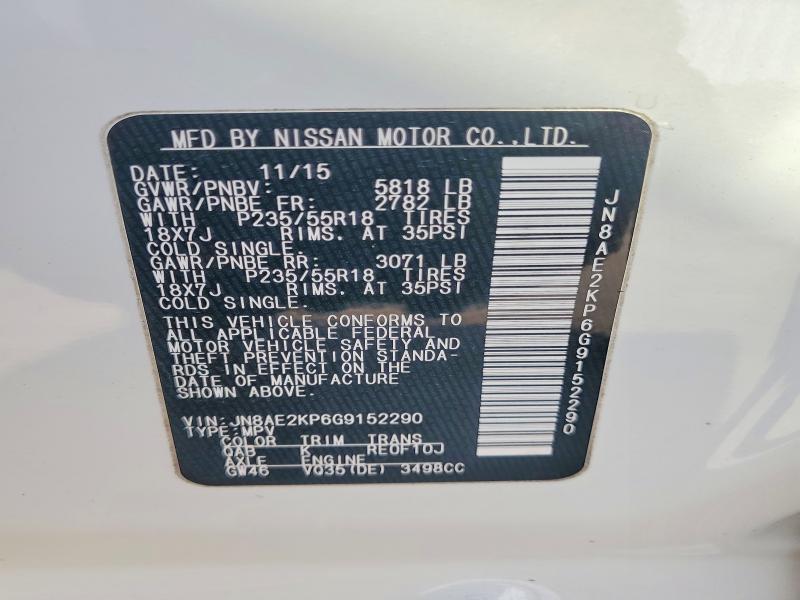 MFD BY NISSAN MOTOR CO.,LTD.
DATE: 11/15
GVWR/PNBV: 5818 LB
GAWR/PNBE FR: 2782 LB
WITH P235/55R18 TIRES
18X7J RIMS. AT 35PSI
COLD SINGLE.
GAWR/PNBE RR: 3071 LB
WITH P235/55R18 TIRES
18X7J RIMS. AT 35PSI
COLD SINGLE.
THIS VEHICLE CONFORMS TO
ALL APPLICABLE FEDERAL
MOTOR VEHICLE SAFETY AND
THEFT PREVENTION STANDA-
RDS IN EFFECT ON THE
DATE OF MANUFACTURE
SHOWN ABOVE.
VIN: JN8AE2KP6G9152290
TYPE: MPV
COLOR TRIM TRANS
QAB K RE0F10J
AXLE ENGINE
GW46 VQ35(DE) 3498CC
JN8AE2KP6G9152290